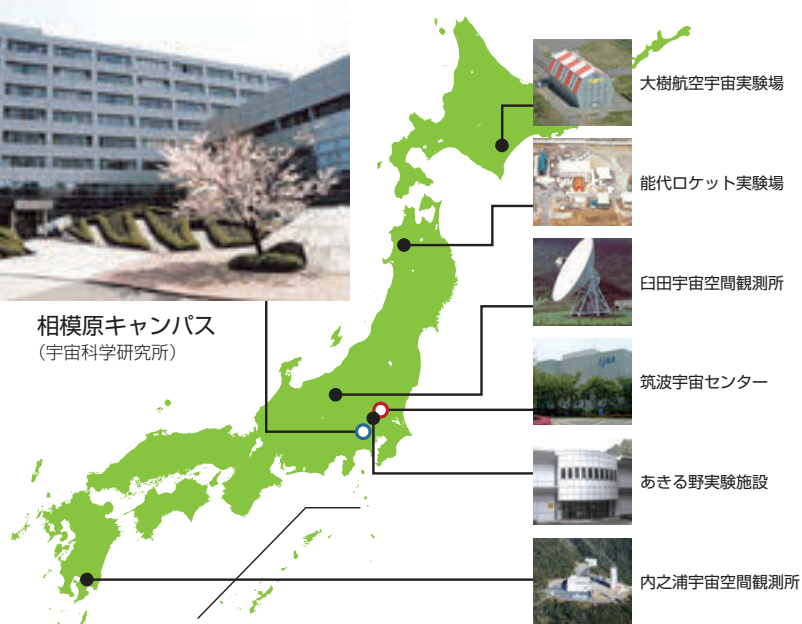 相模原キャンパス
（宇宙科学研究所）
大樹航空宇宙実験場
能代ロケット実験場
臼田宇宙空間観測所
筑波宇宙センター
あきる野実験施設
内之浦宇宙空間観測所